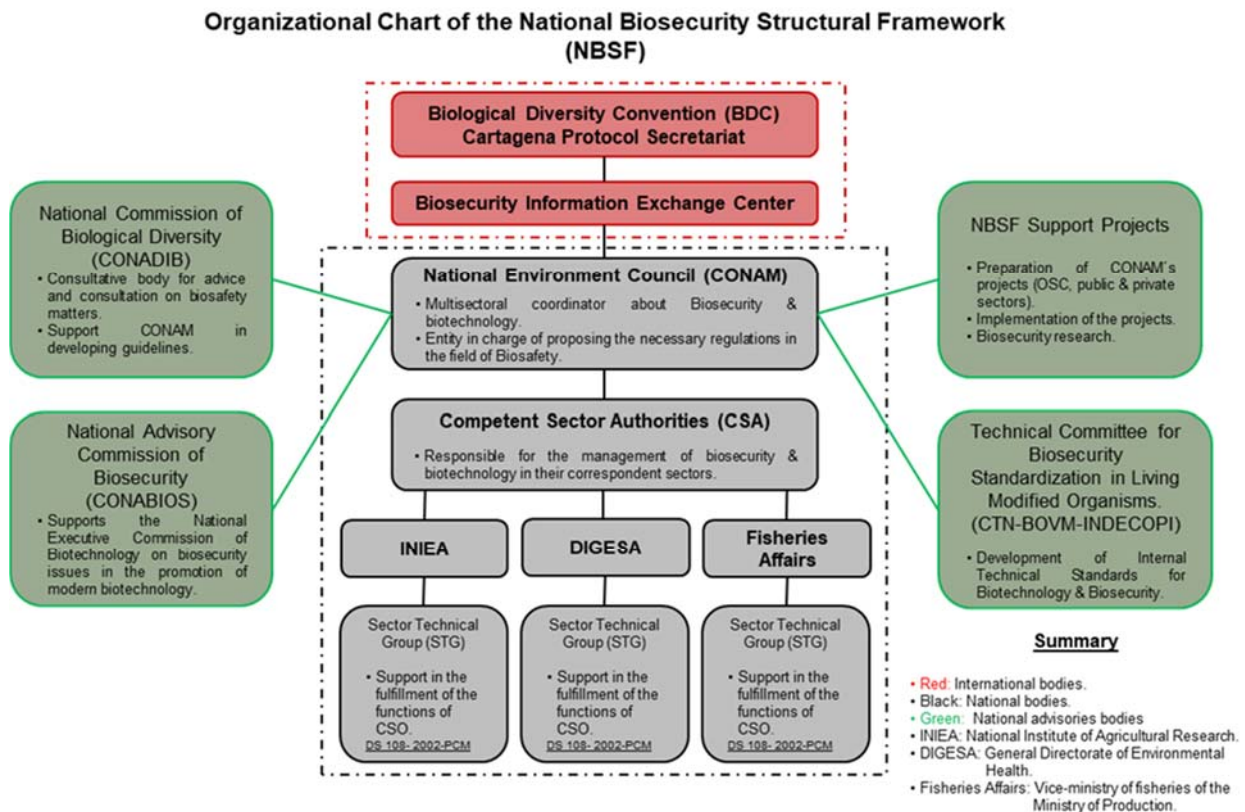 Organizational Chart of the National Biosecurity Structural Framework
(NBSF)
Biological Diversity Convention (BDC)
Cartagena Protocol Secretariat
Biosecurity Information Exchange Center
National Commission of
Biological Diversity
(CONADIB)
• Consultative body for advice
and consultation on biosafety
matters.
• Support CONAM in
developing guidelines.
National Advisory
Commission of
Biosecurity
(CONABIOS)
• Supports the National
Executive Commission of
Biotechnology on biosecurity
issues in the promotion of
modern biotechnology.
National Environment Council (CONAM)
• Multisectoral coordinator about Biosecurity &
biotechnology.
• Entity in charge of proposing the necessary regulations in
the field of Biosafety.
Competent Sector Authorities (CSA)
• Responsible for the management of biosecurity &
biotechnology in their correspondent sectors.
INIEA
DIGESA
Fisheries
Affairs
Sector Technical
Group (STG)
• Support in the
fulfillment of the
functions of
CSO.
DS 108- 2002-PCM
Sector Technical
Group (STG)
• Support in the
fulfillment of the
functions of
CSO.
DS 108- 2002-PCM
Sector Technical
Group (STG)
• Support in the
fulfillment of the
functions of
CSO.
DS 108- 2002-PCM
NBSF Support Projects
• Preparation of CONAM´s
projects (OSC, public & private
sectors).
• Implementation of the projects.
• Biosecurity research.
Technical Committee for
Biosecurity
Standardization in Living
Modified Organisms.
(CTN-BOVM-INDECOPI)
• Development of Internal
Technical Standards for
Biotechnology & Biosecurity.
Summary
• Red: International bodies.
• Black: National bodies.
• Green: National advisories bodies
• INIEA: National Institute of Agricultural Research.
• DIGESA: General Directorate of Environmental
Health.
• Fisheries Affairs: Vice-ministry of fisheries of the
Ministry of Production.